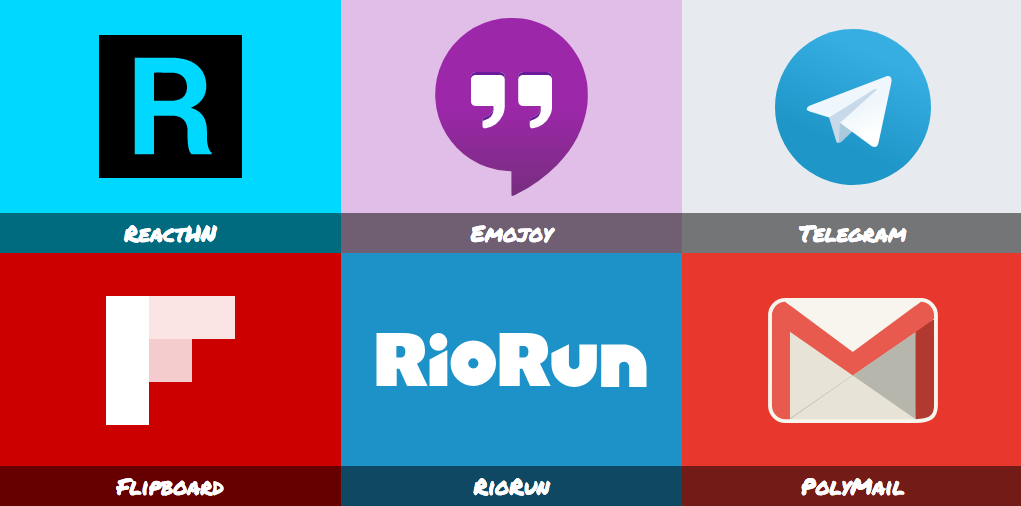 R
ReactHN
Emojoy
Telegram
Flipboard
RioRun
RioRun
PolyMail